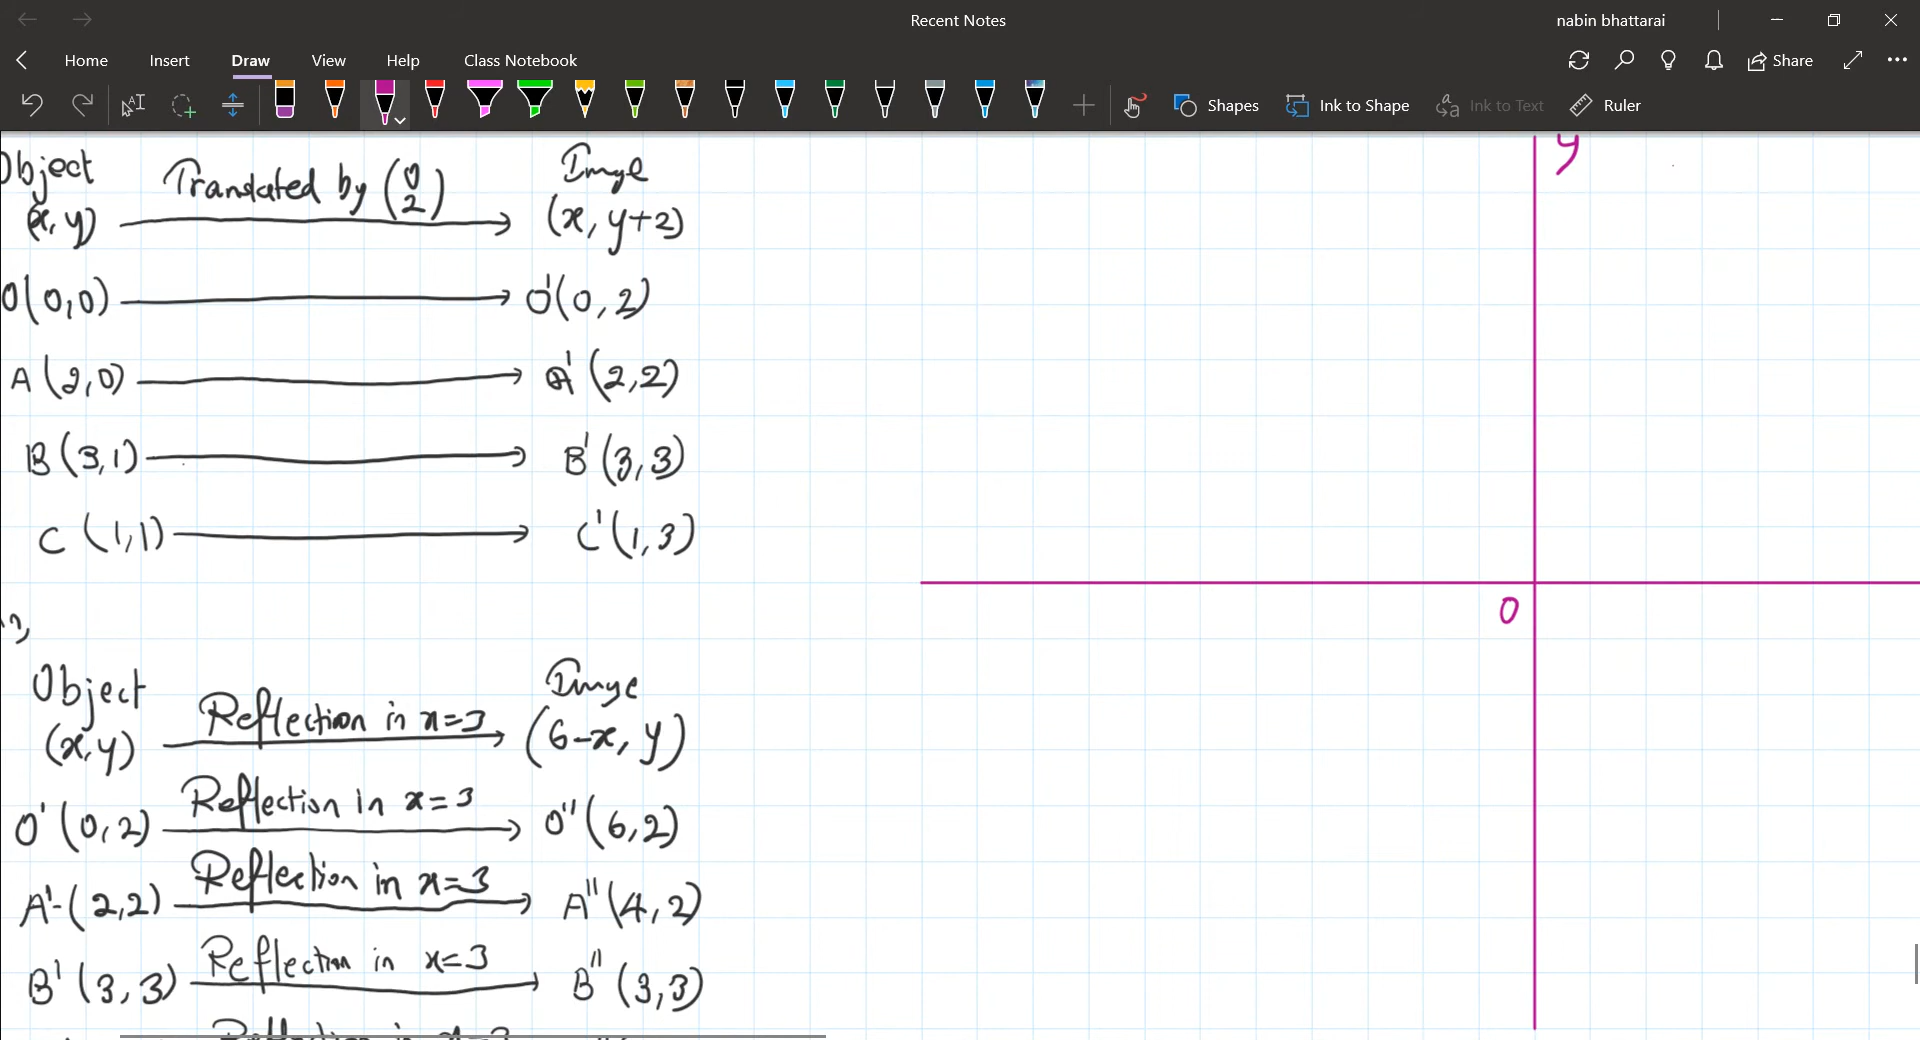 Recent Notes
nabin bhattarai
Home Insert Draw View Help Class Notebook
Share
Shapes
Ink to Shape
Ink to Text
Ruler
Object Translated by (0 2) Image
(x, y) (x, y+2)
O(0,0) O'(0,2)
A(2,0) A'(2,2)
B(3,1) B'(3,3)
C(1,1) C'(1,3)
Object Reflection in x=3 Image
(x,y) (6-x, y)
O'(0,2) Reflection in x=3 O''(6,2)
A'(2,2) Reflection in x=3 A''(4,2)
B'(3,3) Reflection in x=3 B''(3,3)
y
O